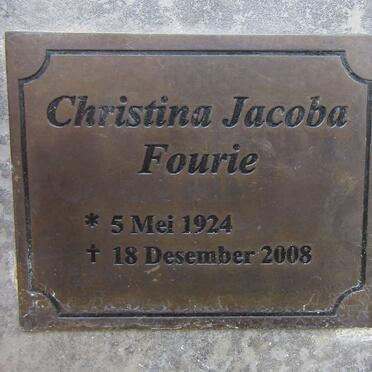 Christina Jacoba
Fourie
* 5 Mei 1924
† 18 Desember 2008